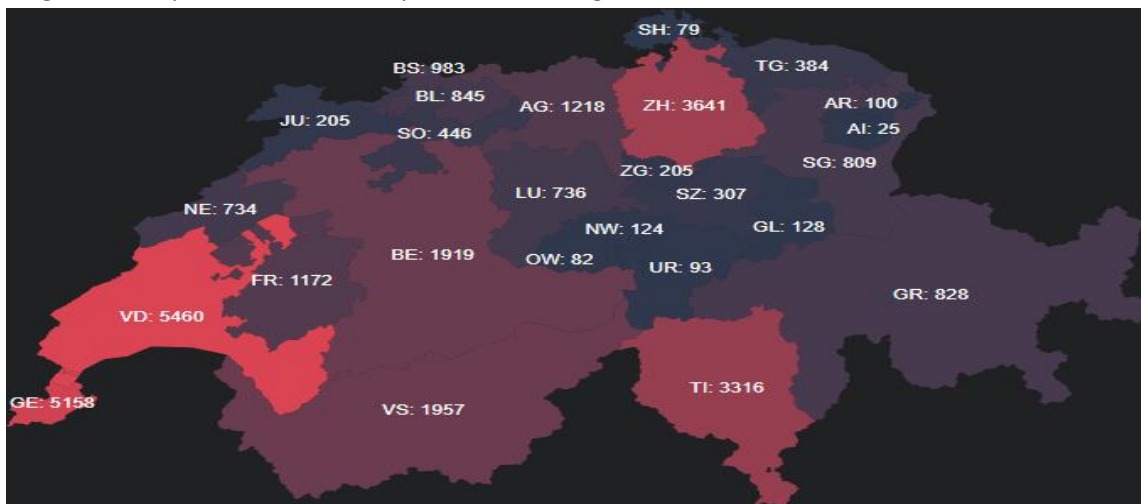 SH: 79
TG: 384
BS: 983
BL: 845
AG: 1218
ZH: 3641
AR: 100
JU: 205
SO: 446
AI: 25
ZG: 205
SG: 809
LU: 736
SZ: 307
NE: 734
NW: 124
GL: 128
BE: 1919
OW: 82
UR: 93
FR: 1172
GR: 828
VD: 5460
TI: 3316
GE: 5158
VS: 1957